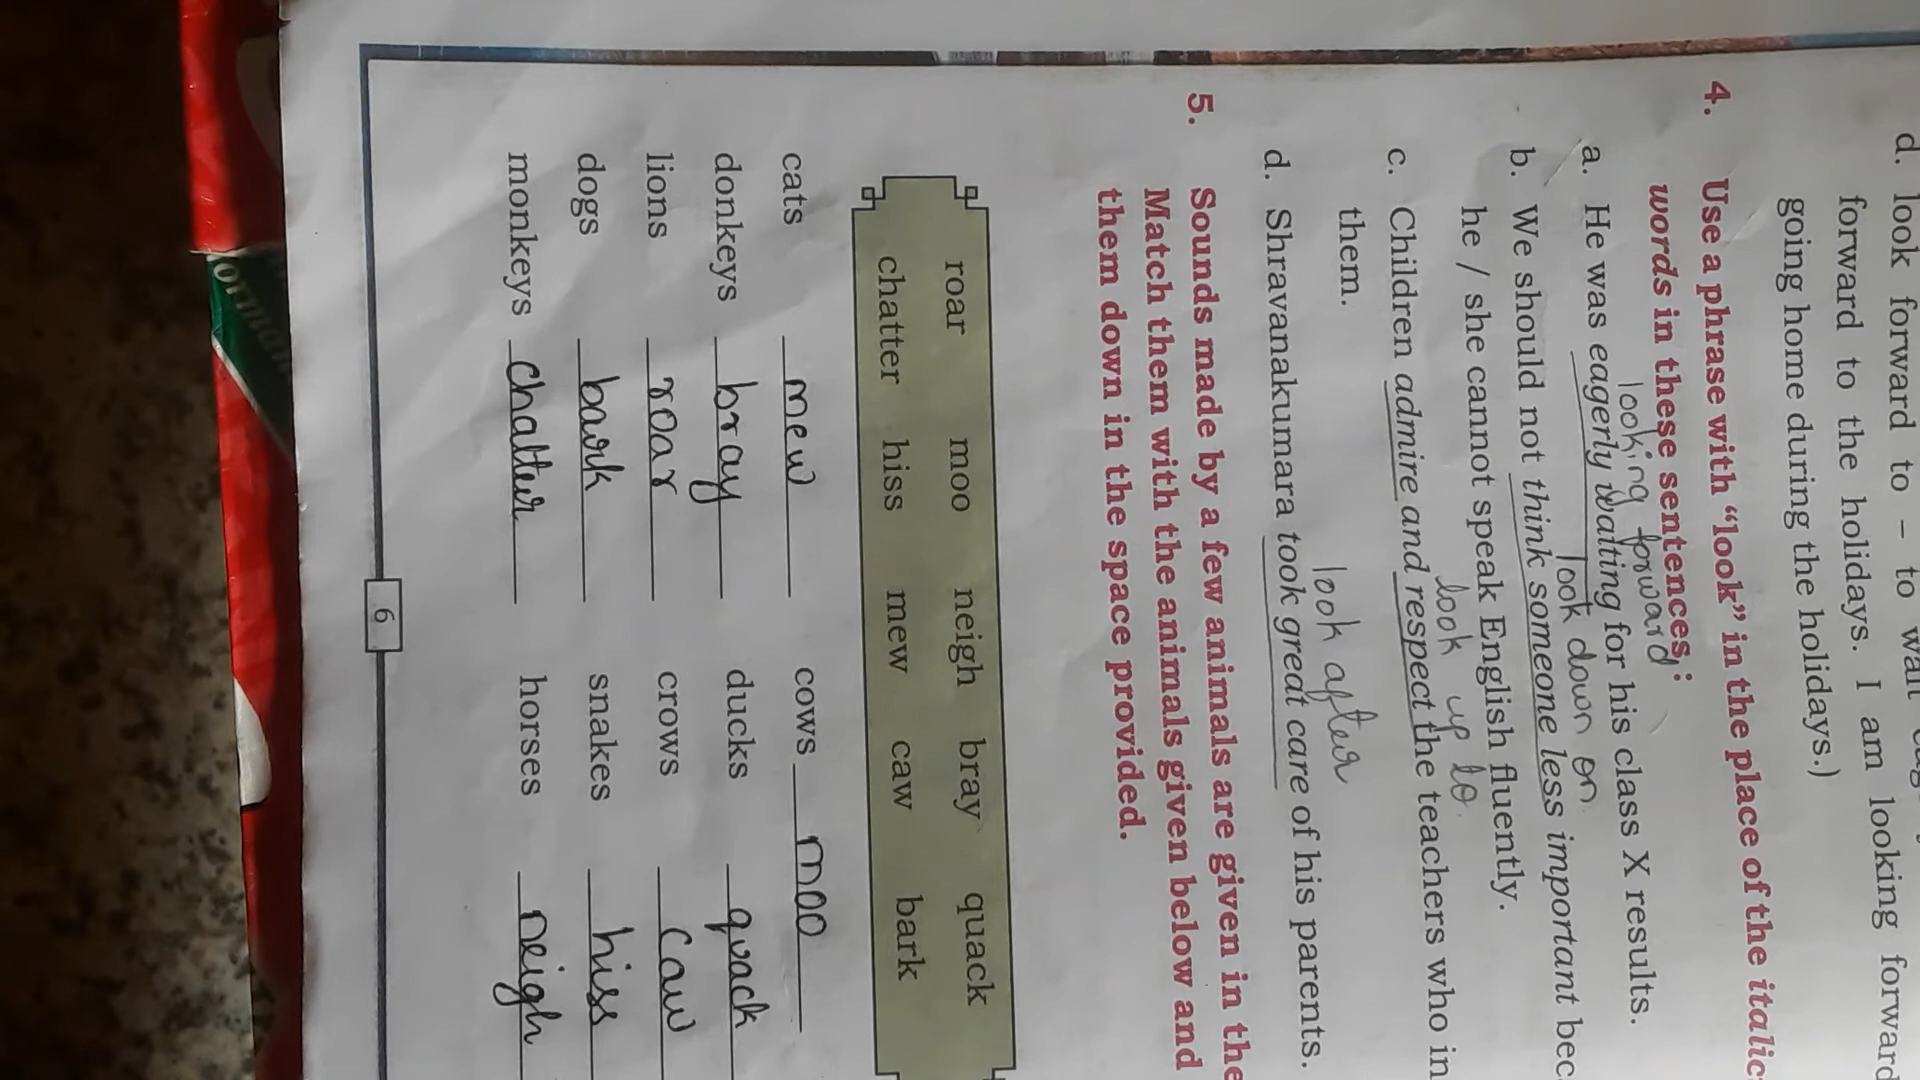 d. look forward to – to wait
forward to the holidays. I am looking forward
going home during the holidays.)
4. Use a phrase with “look” in the place of the italic
words in these sentences:
looking forward
a. He was eagerly waiting for his class X results.
look down on
b. We should not think someone less important bec
he / she cannot speak English fluently.
look up to
c. Children admire and respect the teachers who in
them.
look after
d. Shravanakumara took great care of his parents.
5. Sounds made by a few animals are given in the
Match them with the animals given below and
them down in the space provided.
roar moo neigh bray quack
chatter hiss mew caw bark
cats mew cows moo
donkeys bray ducks quack
lions roar crows caw
dogs bark snakes hiss
monkeys chatter horses neigh
6